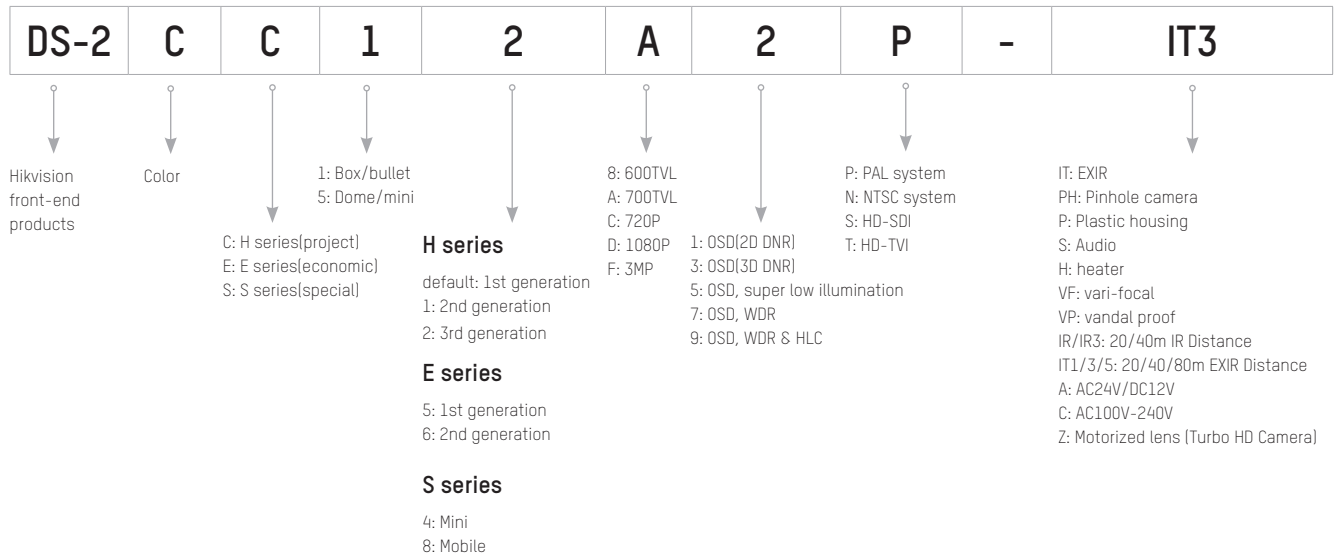 DS-2 C C 1 2 A 2 P - IT3
Hikvision
front-end
products
Color
C: H series(project)
E: E series(economic)
S: S series(special)
1: Box/bullet
5: Dome/mini
H series
default: 1st generation
1: 2nd generation
2: 3rd generation
E series
5: 1st generation
6: 2nd generation
S series
4: Mini
8: Mobile
8: 600TVL
A: 700TVL
C: 720P
D: 1080P
F: 3MP
1: OSD(2D DNR)
3: OSD(3D DNR)
5: OSD, super low illumination
7: OSD, WDR
9: OSD, WDR & HLC
P: PAL system
N: NTSC system
S: HD-SDI
T: HD-TVI
IT: EXIR
PH: Pinhole camera
P: Plastic housing
S: Audio
H: heater
VF: vari-focal
VP: vandal proof
IR/IR3: 20/40m IR Distance
IT1/3/5: 20/40/80m EXIR Distance
A: AC24V/DC12V
C: AC100V-240V
Z: Motorized lens (Turbo HD Camera)